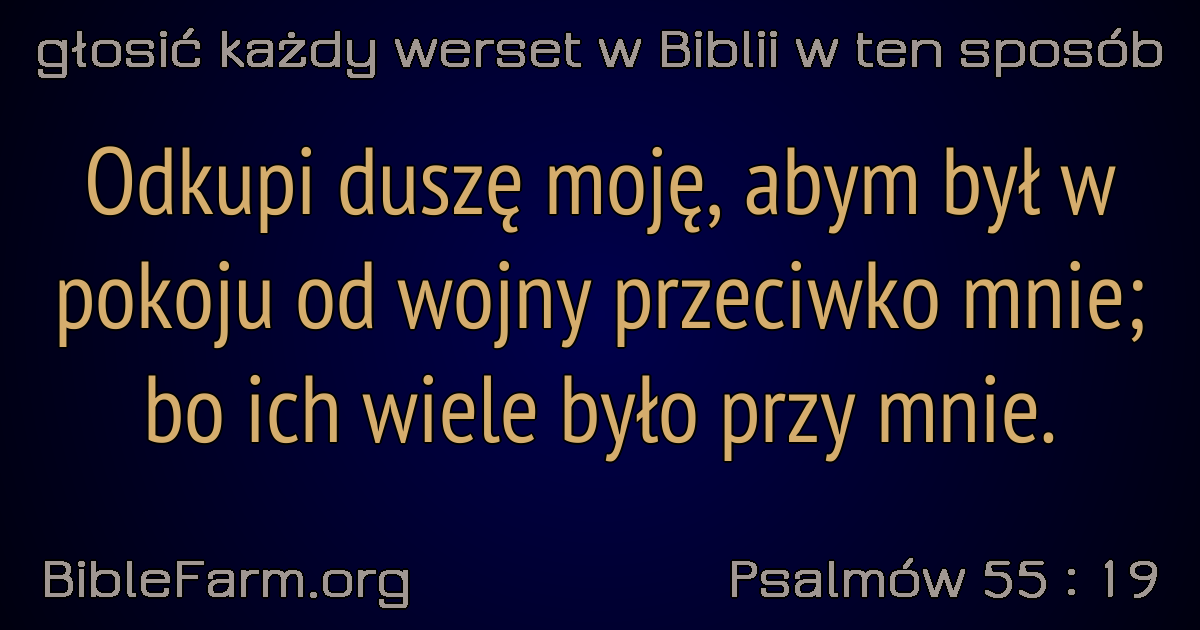 głosić każdy werset w Biblii w ten sposób
Odkupi duszę moję, abym był w
pokoju od wojny przeciwko mnie;
bo ich wiele było przy mnie.
BibleFarm.org
Psalmów 55 : 19